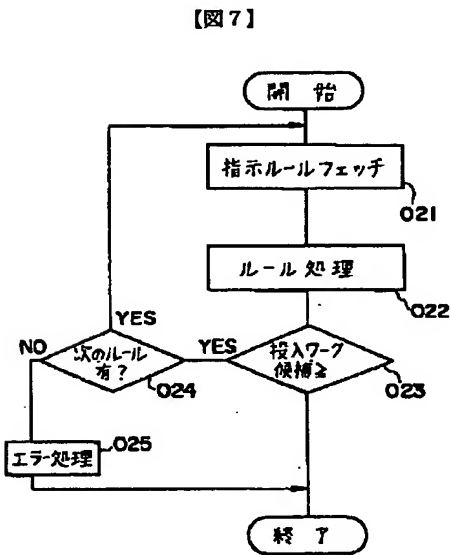 【図7】
開始
指示ルールフェッチ
021
ルール処理
022
YES
NO
次のルール
有?
YES
投入ワーク
候補≧
024
023
025
エラー処理
終了